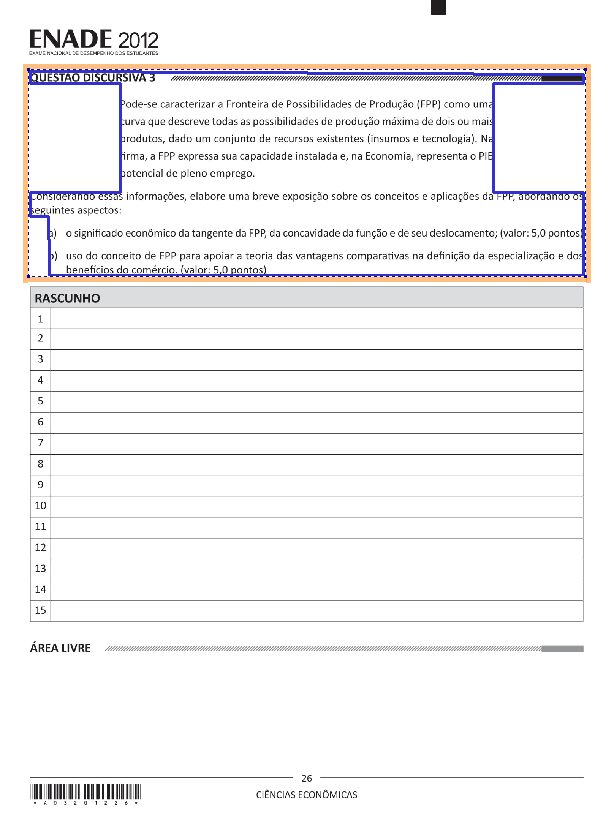 ENADE 2012
EXAME NACIONAL DE DESEMPENHO DOS ESTUDANTES
QUESTÃO DISCURSIVA 3
Pode-se caracterizar a Fronteira de Possibilidades de Produção (FPP) como uma
curva que descreve todas as possibilidades de produção máxima de dois ou mais
produtos, dado um conjunto de recursos existentes (insumos e tecnologia). Na
firma, a FPP expressa sua capacidade instalada e, na Economia, representa o PIB
potencial de pleno emprego.
Considerando essas informações, elabore uma breve exposição sobre os conceitos e aplicações da FPP, abordando os
seguintes aspectos:
a) o significado econômico da tangente da FPP, da concavidade da função e de seu deslocamento; (valor: 5,0 pontos)
b) uso do conceito de FPP para apoiar a teoria das vantagens comparativas na definição da especialização e dos
benefícios do comércio. (valor: 5,0 pontos)
RASCUNHO
1
2
3
4
5
6
7
8
9
10
11
12
13
14
15
ÁREA LIVRE
26
CIÊNCIAS ECONÔMICAS
* A 0 3 2 0 1 2 2 6 *